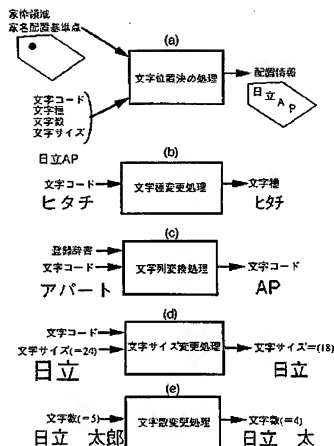 家枠領域
家名配置基準点
(a)
文字位置決の処理
配置情報
日立
AP
文字コード
文字種
文字数
文字サイズ
日立AP
(b)
文字コード
文字種変更処理
文字種
ヒタチ
ﾋﾀﾁ
(c)
登録辞書
文字コード
文字列変換処理
文字コード
アパート
AP
(d)
文字コード
文字サイズ(=24)
文字サイズ変更処理
文字サイズ=(18)
日立
日立
(e)
文字数(=5)
文字数変更処理
文字数(=4)
日立 太郎
日立 太